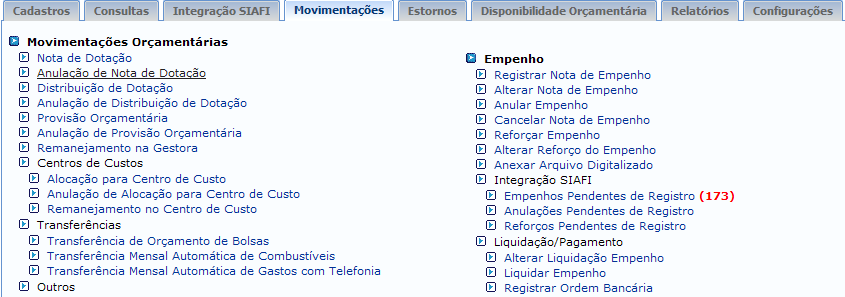 Cadastros
Consultas
Integração SIAFI
Movimentações
Estornos
Disponibilidade Orçamentária
Relatórios
Configurações
Movimentações Orçamentárias
Nota de Dotação
Anulação de Nota de Dotação
Distribuição de Dotação
Anulação de Distribuição de Dotação
Provisão Orçamentária
Anulação de Provisão Orçamentária
Remanejamento na Gestora
Centros de Custos
Alocação para Centro de Custo
Anulação de Alocação para Centro de Custo
Remanejamento no Centro de Custo
Transferências
Transferência de Orçamento de Bolsas
Transferência Mensal Automática de Combustíveis
Transferência Mensal Automática de Gastos com Telefonia
Outros
Empenho
Registrar Nota de Empenho
Alterar Nota de Empenho
Anular Empenho
Cancelar Nota de Empenho
Reforçar Empenho
Alterar Reforço do Empenho
Anexar Arquivo Digitalizado
Integração SIAFI
Empenhos Pendentes de Registro (173)
Anulações Pendentes de Registro
Reforços Pendentes de Registro
Liquidação/Pagamento
Alterar Liquidação Empenho
Liquidar Empenho
Registrar Ordem Bancária